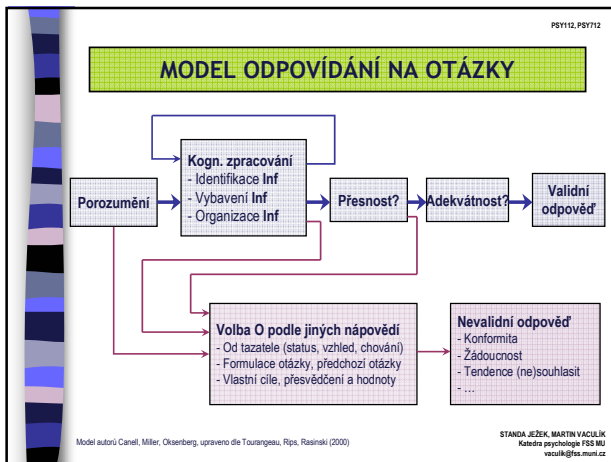 PSY112, PSY712
MODEL ODPOVÍDÁNÍ NA OTÁZKY
Porozumění
Kogn. zpracování
- Identifikace Inf
- Vybavení Inf
- Organizace Inf
Přesnost?
Adekvátnost?
Validní
odpověď
Volba O podle jiných nápovědí
- Od tazatele (status, vzhled, chování)
- Formulace otázky, předchozí otázky
- Vlastní cíle, přesvědčení a hodnoty
Nevalidní odpověď
- Konformita
- Žádoucnost
- Tendence (ne)souhlasit
- ...
Model autorů Canell, Miller, Oksenberg, upraveno dle Tourangeau, Rips, Rasinski (2000)
STANDA JEŽEK, MARTIN VACULÍK
Katedra psychologie FSS MU
vaculik@fss.muni.cz